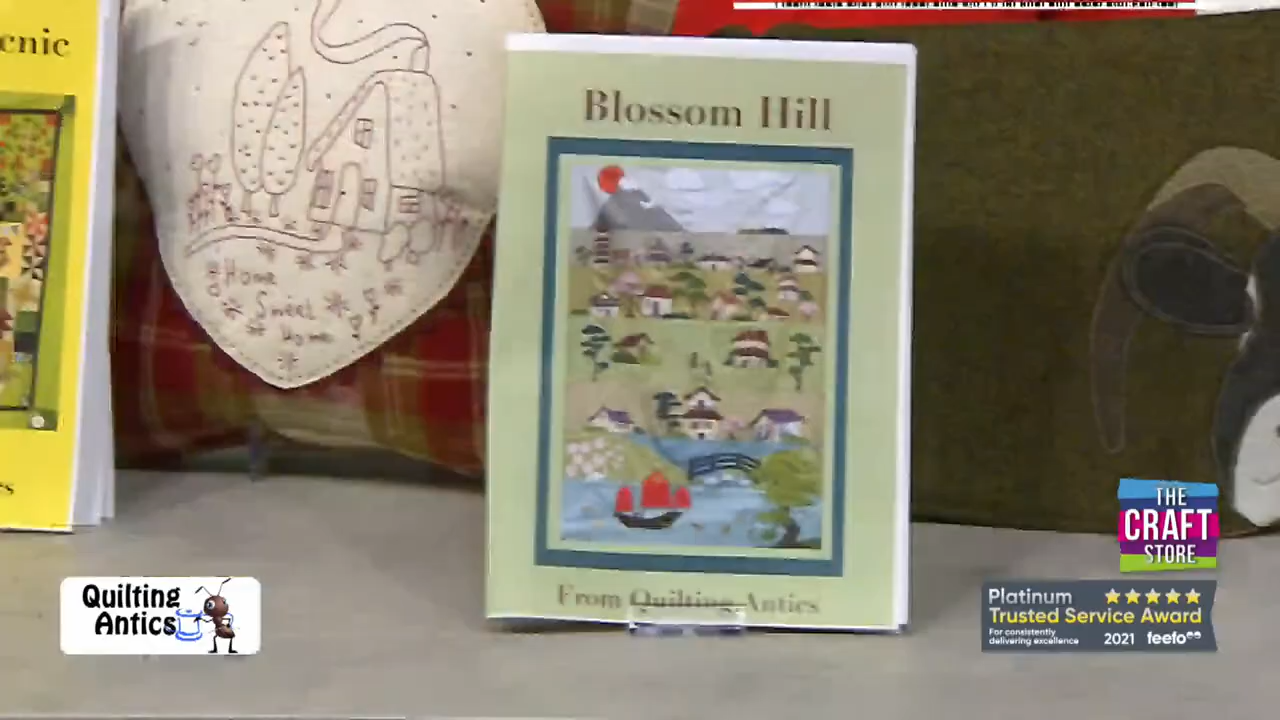 cnic
Blossom Hill
Home
Sweet
Home
From Quilting Antics
Quilting
Antics
THE
CRAFT
STORE
Platinum
Trusted Service Award
For consistently
delivering excellence
2021 feefo